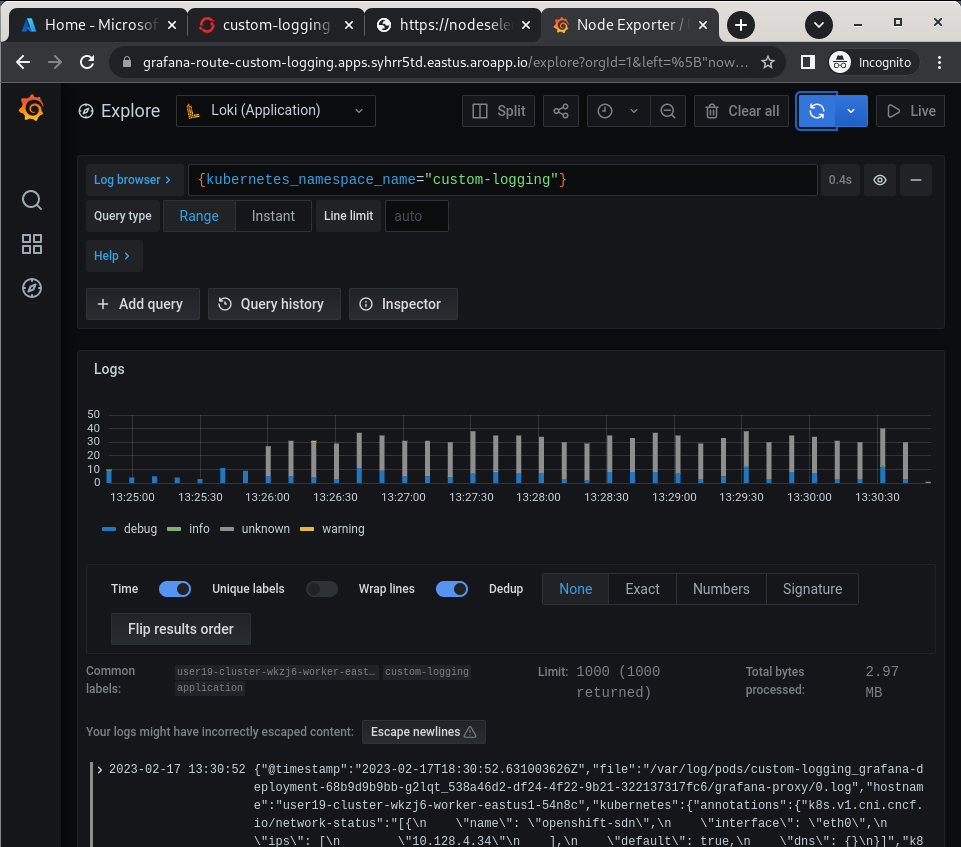 Home - Microsof
custom-logging
https://nodesele
Node Exporter /
grafana-route-custom-logging.apps.syhrr5td.eastus.aroapp.io/explore?orgId=1&left=%5B"now...
Incognito
Explore
Loki (Application)
Split
Clear all
Live
Log browser >
{kubernetes_namespace_name="custom-logging"}
0.4s
Query type
Range
Instant
Line limit
auto
Help >
+ Add query
Query history
Inspector
Logs
50
40
30
20
10
0
13:25:00
13:25:30
13:26:00
13:26:30
13:27:00
13:27:30
13:28:00
13:28:30
13:29:00
13:29:30
13:30:00
13:30:30
debug
info
unknown
warning
Time
Unique labels
Wrap lines
Dedup
None
Exact
Numbers
Signature
Flip results order
Common labels:
user19-cluster-wkzj6-worker-east…
custom-logging
application
Limit:
1000 (1000
returned)
Total bytes
processed:
2.97
MB
Your logs might have incorrectly escaped content:
Escape newlines
> 2023-02-17 13:30:52 {"@timestamp":"2023-02-17T18:30:52.631003626Z","file":"/var/log/pods/custom-logging_grafana-d
eployment-68b9d9b9bb-g2lqt_538a46d2-df24-4f22-9b21-322137317fc6/grafana-proxy/0.log","hostnam
e":"user19-cluster-wkzj6-worker-eastus1-54n8c","kubernetes":{"annotations":{"k8s.v1.cni.cncf.
io/network-status":"[{\n    \"name\": \"openshift-sdn\",\n    \"interface\": \"eth0\",\n
\"ips\": [\n        \"10.128.4.34\"\n    ],\n    \"default\": true,\n    \"dns\": {}\n}]","k8